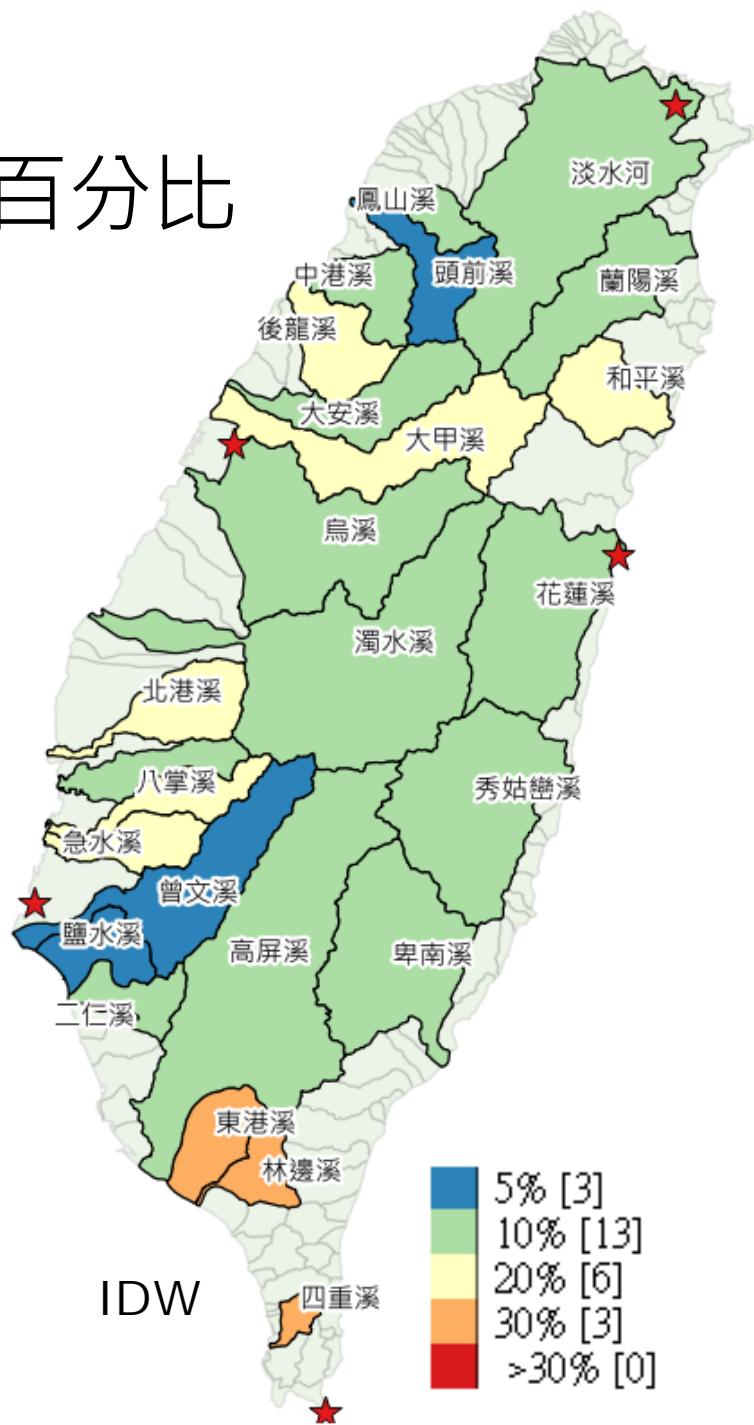 百分比
淡水河
鳳山溪
頭前溪
中港溪
蘭陽溪
後龍溪
和平溪
大安溪
大甲溪
烏溪
花蓮溪
濁水溪
北港溪
八掌溪
秀姑巒溪
急水溪
曾文溪
鹽水溪
高屏溪
卑南溪
二仁溪
東港溪
林邊溪
四重溪
IDW
5% [3]
10% [13]
20% [6]
30% [3]
>30% [0]